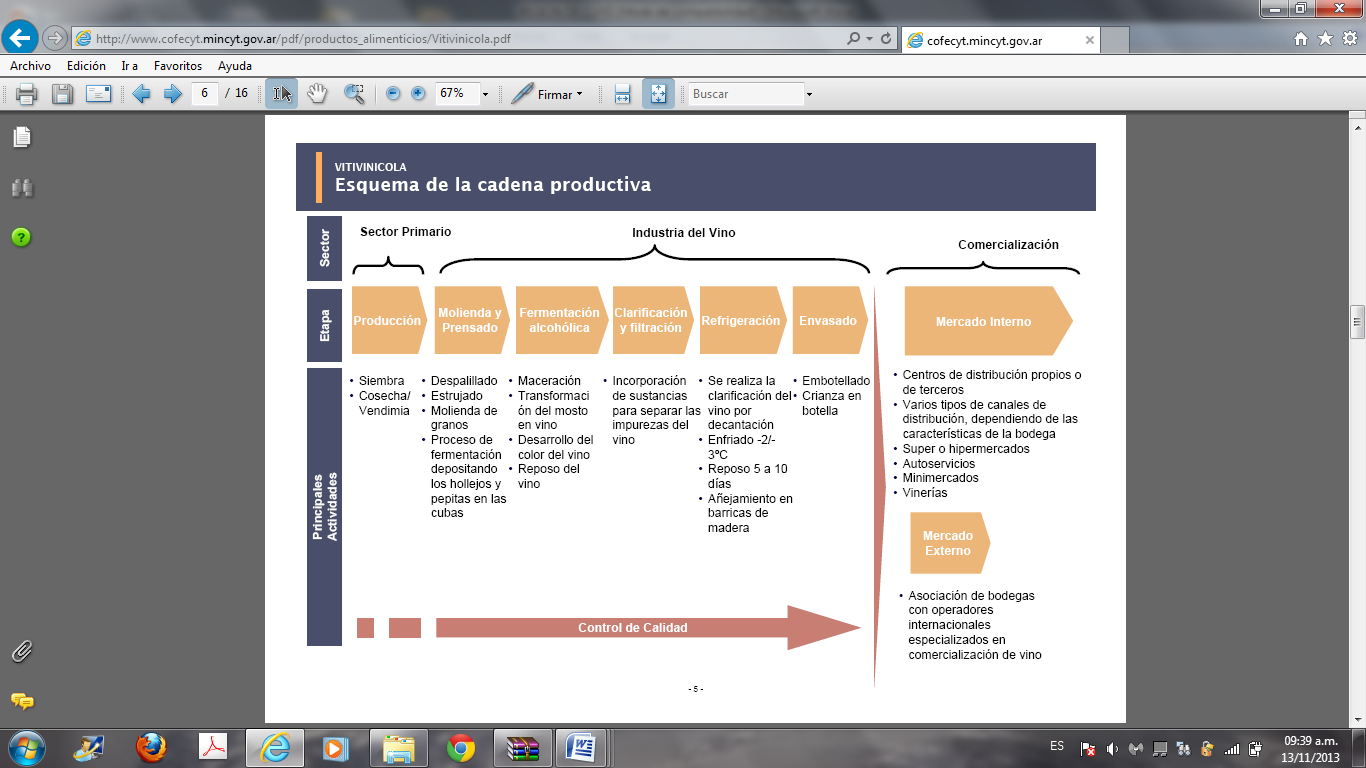 http://www.cofecyt.mincyt.gov.ar/pdf/productos_alimenticios/Vitivinicola.pdf
cofecyt.mincyt.gov.ar
Archivo Edición Ir a Favoritos Ayuda
6 / 16
67%
Firmar
Buscar
VITIVINICOLA
Esquema de la cadena productiva
Sector
Sector Primario
Industria del Vino
Comercialización
Etapa
Producción
Molienda y
Prensado
Fermentación
alcohólica
Clarificación
y filtración
Refrigeración
Envasado
Mercado Interno
Principales
Actividades
• Siembra
• Cosecha/
Vendimia
• Despalillado
• Estrujado
• Molienda de
granos
• Proceso de
fermentación
depositando
los hollejos y
pepitas en las
cubas
• Maceración
• Transformaci
ón del mosto
en vino
• Desarrollo del
color del vino
• Reposo del
vino
• Incorporación
de sustancias
para separar las
impurezas del
vino
• Se realiza la
clarificación del
vino por
decantación
• Enfriado -2/-
3ºC
• Reposo 5 a 10
días
• Añejamiento en
barricas de
madera
• Embotellado
• Crianza en
botella
• Centros de distribución propios o
de terceros
• Varios tipos de canales de
distribución, dependiendo de las
características de la bodega
• Super o hipermercados
• Autoservicios
• Minimercados
• Vinerías
Mercado
Externo
• Asociación de bodegas
con operadores
internacionales
especializados en
comercialización de vino
Control de Calidad
- 5 -
ES
09:39 a.m.
13/11/2013